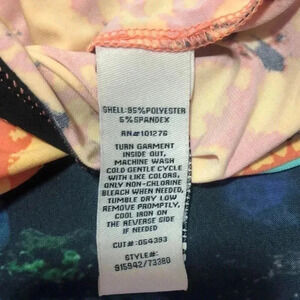 SHELL: 95% POLYESTER
5% SPANDEX
RN# 101276
TURN GARMENT
INSIDE OUT,
MACHINE WASH
COLD GENTLE CYCLE
WITH LIKE COLORS,
ONLY NON-CHLORINE
BLEACH WHEN NEEDED,
TUMBLE DRY LOW
REMOVE PROMPTLY,
COOL IRON ON
THE REVERSE SIDE
IF NEEDED
CUT#: 054393
STYLE#:
915942/73380